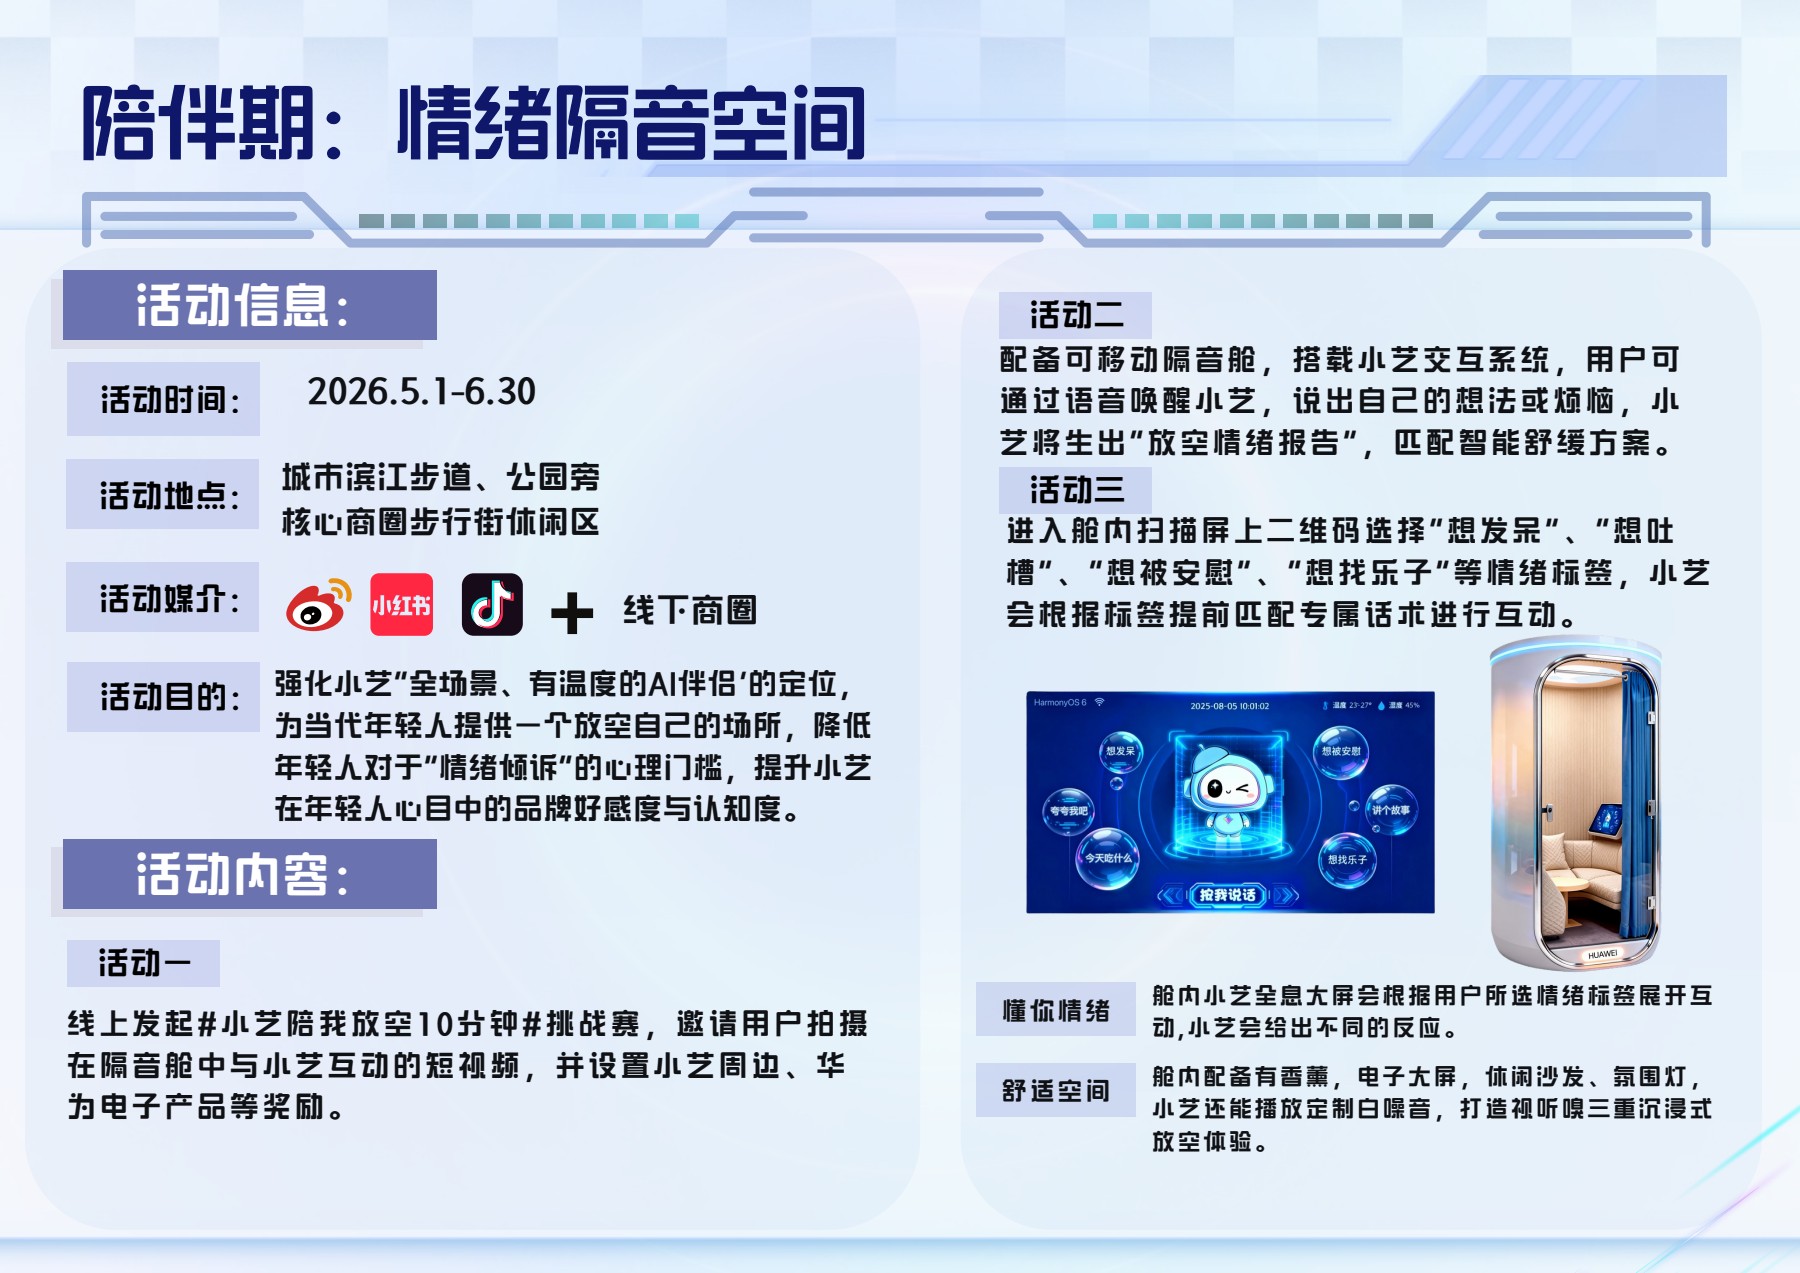 陪伴期：情绪隔音空间
活动信息：
活动时间：
2026.5.1-6.30
活动地点：
城市滨江步道、公园旁
核心商圈步行街休闲区
活动媒介：
小红书
线下商圈
活动目的：
强化小艺"全场景、有温度的AI伴侣'的定位，
为当代年轻人提供一个放空自己的场所，降低
年轻人对于"情绪倾诉"的心理门槛，提升小艺
在年轻人心目中的品牌好感度与认知度。
活动内容：
活动一
线上发起#小艺陪我放空10分钟#挑战赛，邀请用户拍摄
在隔音舱中与小艺互动的短视频，并设置小艺周边、华
为电子产品等奖励。
活动二
配备可移动隔音舱，搭载小艺交互系统，用户可
通过语音唤醒小艺，说出自己的想法或烦恼，小
艺将生出"放空情绪报告"，匹配智能舒缓方案。
活动三
进入舱内扫描屏上二维码选择"想发呆"、"想吐
槽"、"想被安慰"、"想找乐子"等情绪标签，小艺
会根据标签提前匹配专属话术进行互动。
HarmonyOS 6
2025-08-05 10:01:02
温度 23-27°
湿度 45%
想发呆
想被安慰
夸夸我吧
讲个故事
今天吃什么
想找乐子
按我说话
HUAWEI
懂你情绪
舱内小艺全息大屏会根据用户所选情绪标签展开互
动,小艺会给出不同的反应。
舒适空间
舱内配备有香薰，电子大屏，休闲沙发、氛围灯，
小艺还能播放定制白噪音，打造视听嗅三重沉浸式
放空体验。